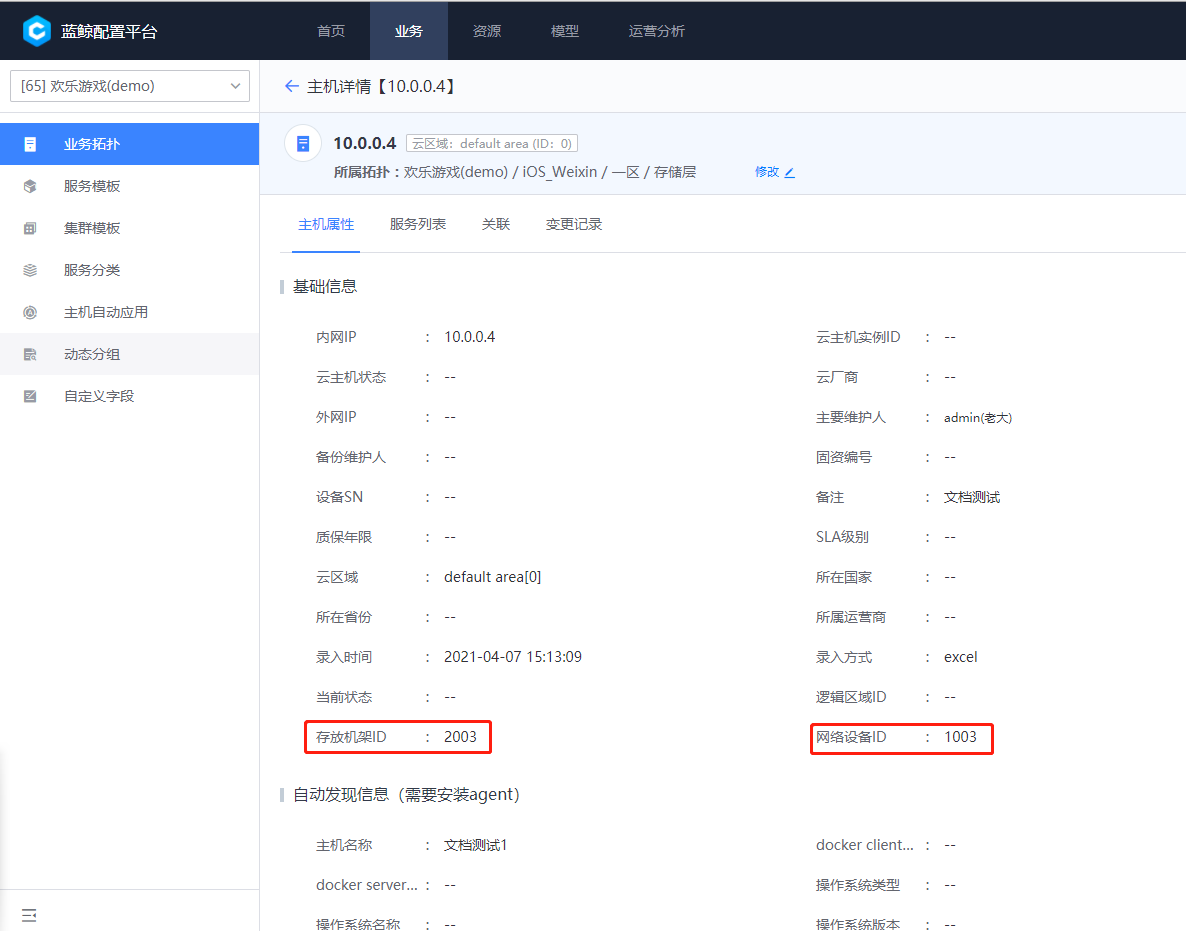 蓝鲸配置平台
首页 业务 资源 模型 运营分析
[65] 欢乐游戏(demo)
主机详情【10.0.0.4】
业务拓扑
服务模板
集群模板
服务分类
主机自动应用
动态分组
自定义字段
10.0.0.4 云区域：default area (ID：0)
所属拓扑：欢乐游戏(demo) / iOS_Weixin / 一区 / 存储层 修改
主机属性 服务列表 关联 变更记录
基础信息
内网IP : 10.0.0.4 云主机实例ID : --
云主机状态 : -- 云厂商 : --
外网IP : -- 主要维护人 : admin(老大)
备份维护人 : -- 固资编号 : --
设备SN : -- 备注 : 文档测试
质保年限 : -- SLA级别 : --
云区域 : default area[0] 所在国家 : --
所在省份 : -- 所属运营商 : --
录入时间 : 2021-04-07 15:13:09 录入方式 : excel
当前状态 : -- 逻辑区域ID : --
存放机架ID : 2003 网络设备ID : 1003
自动发现信息（需要安装agent）
主机名称 : 文档测试1 docker client... : --
docker server... : -- 操作系统类型 : --
操作系统名称 : -- 操作系统版本 : --